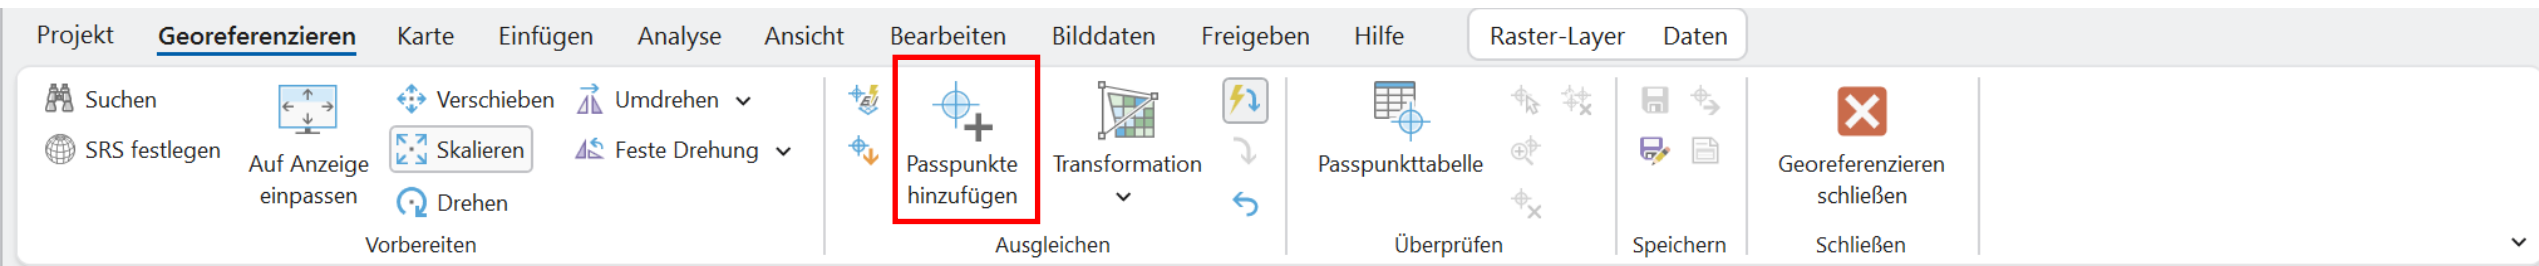 Projekt Georeferenzieren Karte Einfügen Analyse Ansicht Bearbeiten Bilddaten Freigeben Hilfe Raster-Layer Daten
Suchen
SRS festlegen
Auf Anzeige
einpassen
Verschieben
Skalieren
Drehen
Umdrehen
Feste Drehung
Vorbereiten
Passpunkte
hinzufügen
Transformation
Ausgleichen
Passpunkttabelle
Überprüfen
Speichern
Georeferenzieren
schließen
Schließen